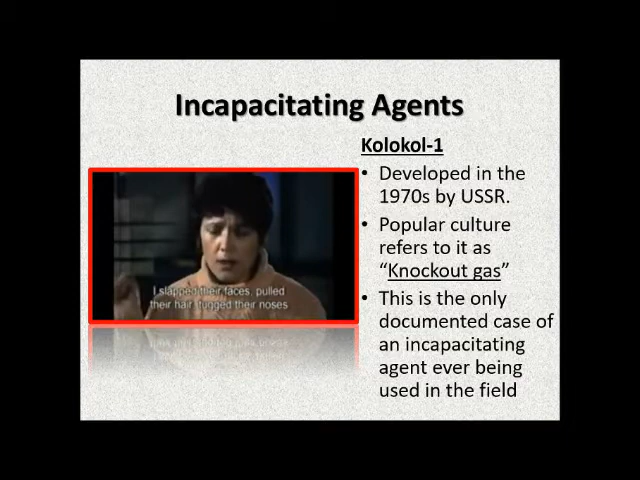 Incapacitating Agents
Kolokol-1
• Developed in the
1970s by USSR.
• Popular culture
refers to it as
“Knockout gas”
• This is the only
documented case of
an incapacitating
agent ever being
used in the field
I slapped their faces, pulled
their hair, tugged their noses